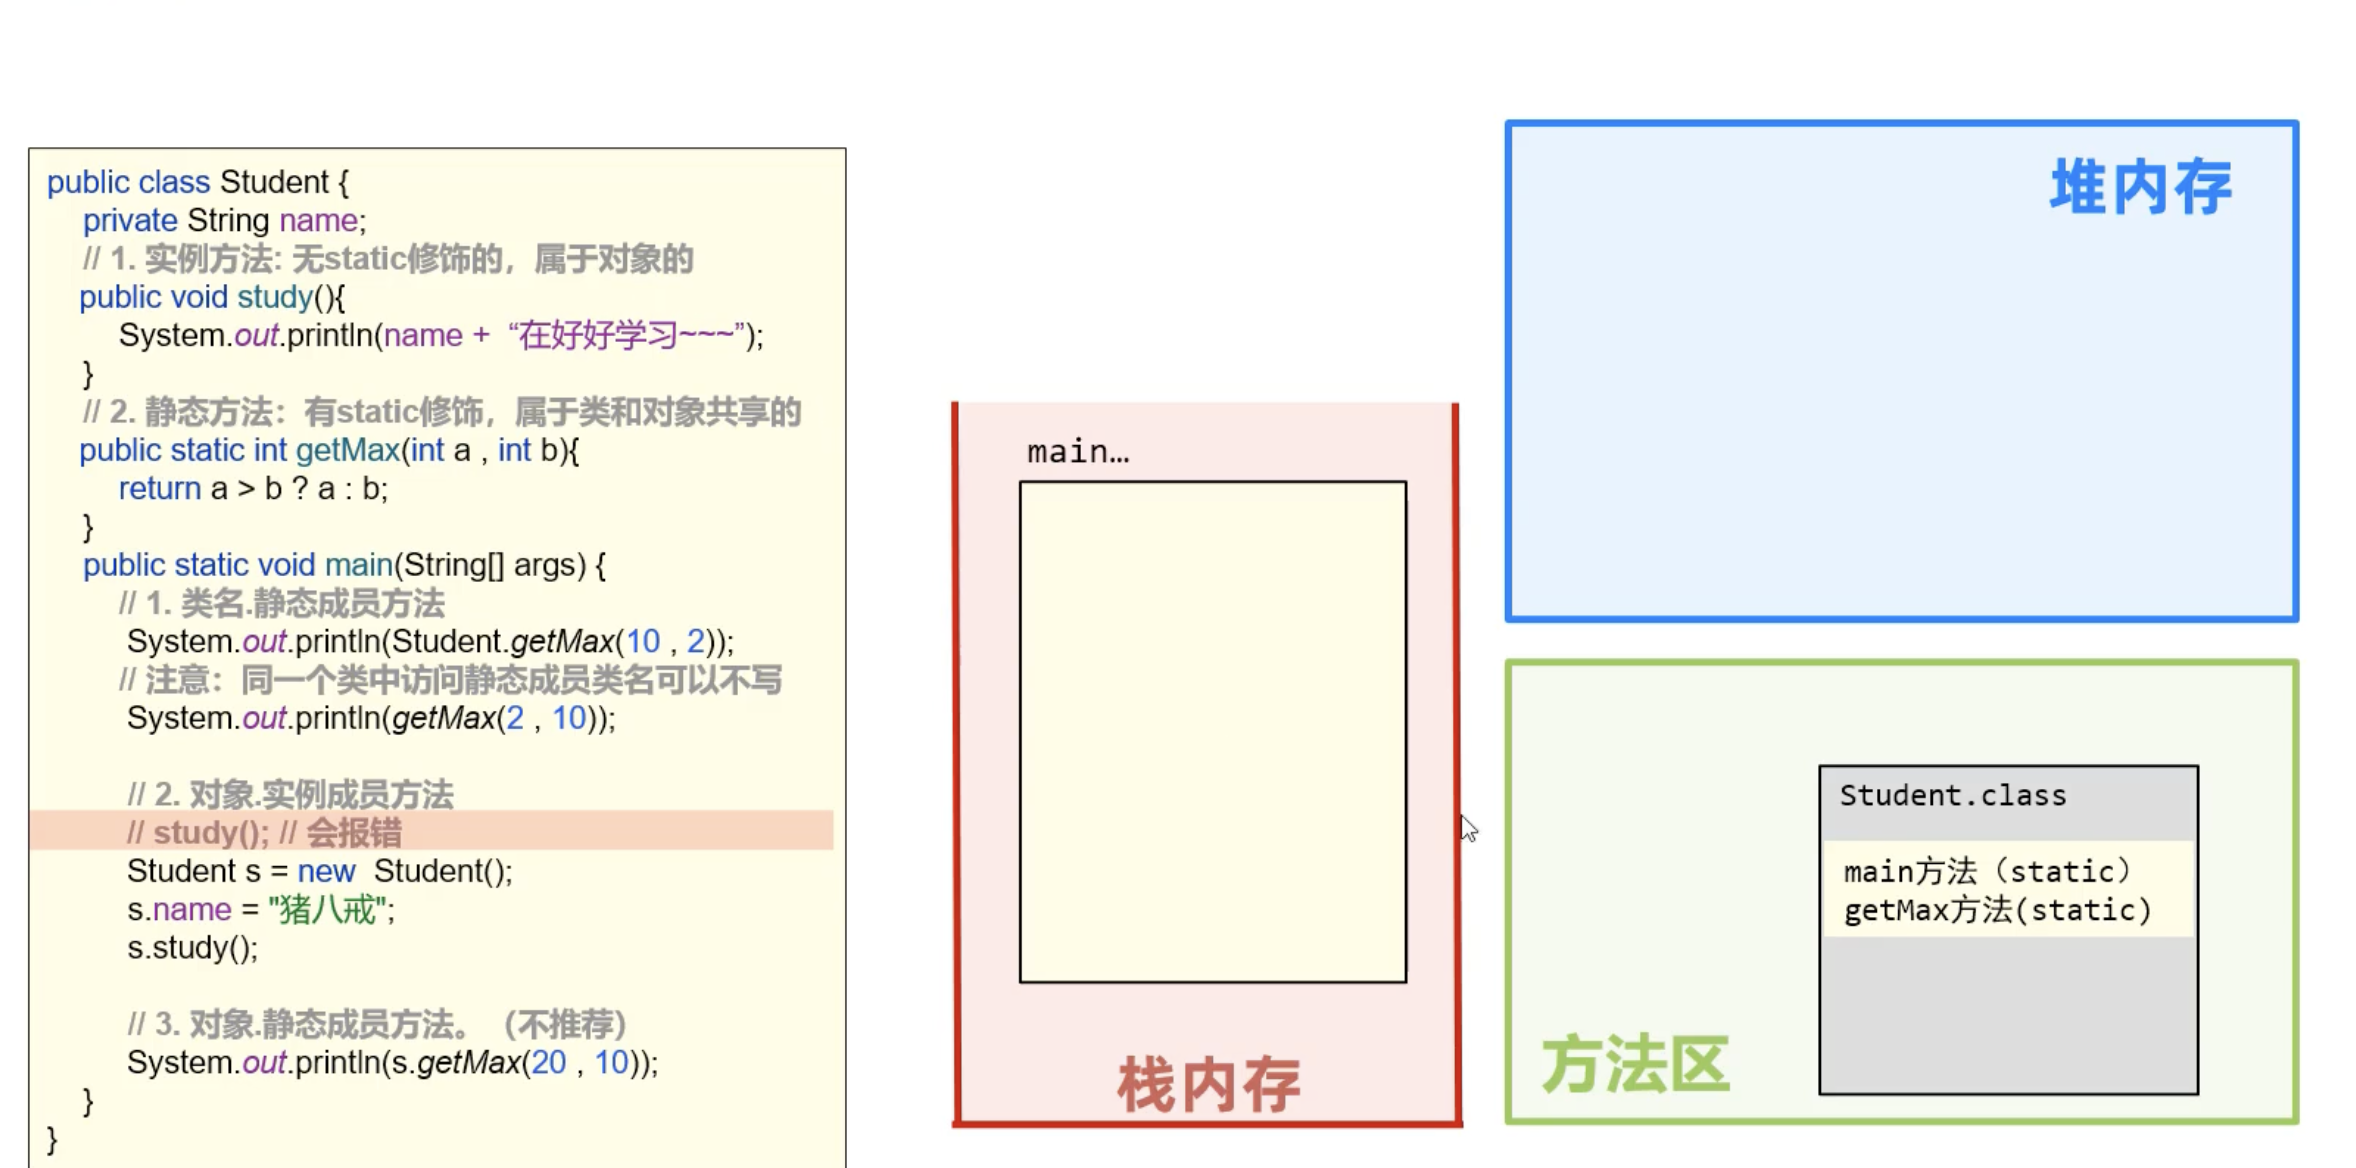 public class Student {
private String name;
// 1. 实例方法: 无static修饰的，属于对象的
public void study(){
System.out.println(name + “在好好学习~~~”);
}
// 2. 静态方法：有static修饰，属于类和对象共享的
public static int getMax(int a , int b){
return a > b ? a : b;
}
public static void main(String[] args) {
// 1. 类名.静态成员方法
System.out.println(Student.getMax(10 , 2));
// 注意：同一个类中访问静态成员类名可以不写
System.out.println(getMax(2 , 10));
// 2. 对象.实例成员方法
// study(); // 会报错
Student s = new  Student();
s.name = "猪八戒";
s.study();
// 3. 对象.静态成员方法。（不推荐）
System.out.println(s.getMax(20 , 10));
}
}
main…
栈内存
堆内存
Student.class
main方法（static）
getMax方法(static)
方法区